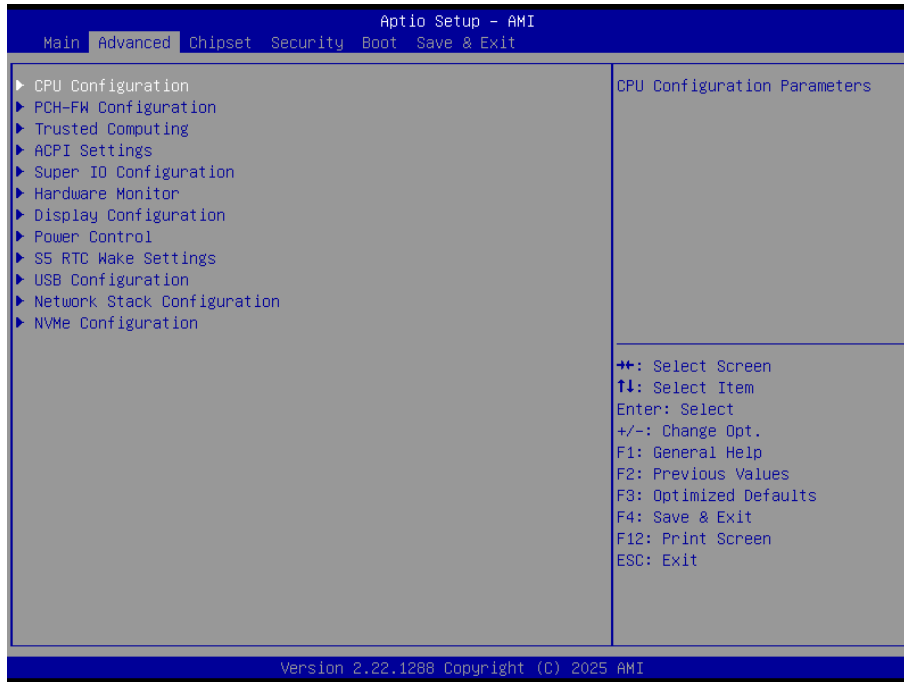 Aptio Setup – AMI
Main Advanced Chipset Security Boot Save & Exit
▶ CPU Configuration
▶ PCH-FW Configuration
▶ Trusted Computing
▶ ACPI Settings
▶ Super IO Configuration
▶ Hardware Monitor
▶ Display Configuration
▶ Power Control
▶ S5 RTC Wake Settings
▶ USB Configuration
▶ Network Stack Configuration
▶ NVMe Configuration
CPU Configuration Parameters
→←: Select Screen
↑↓: Select Item
Enter: Select
+/-: Change Opt.
F1: General Help
F2: Previous Values
F3: Optimized Defaults
F4: Save & Exit
F12: Print Screen
ESC: Exit
Version 2.22.1288 Copyright (C) 2025 AMI